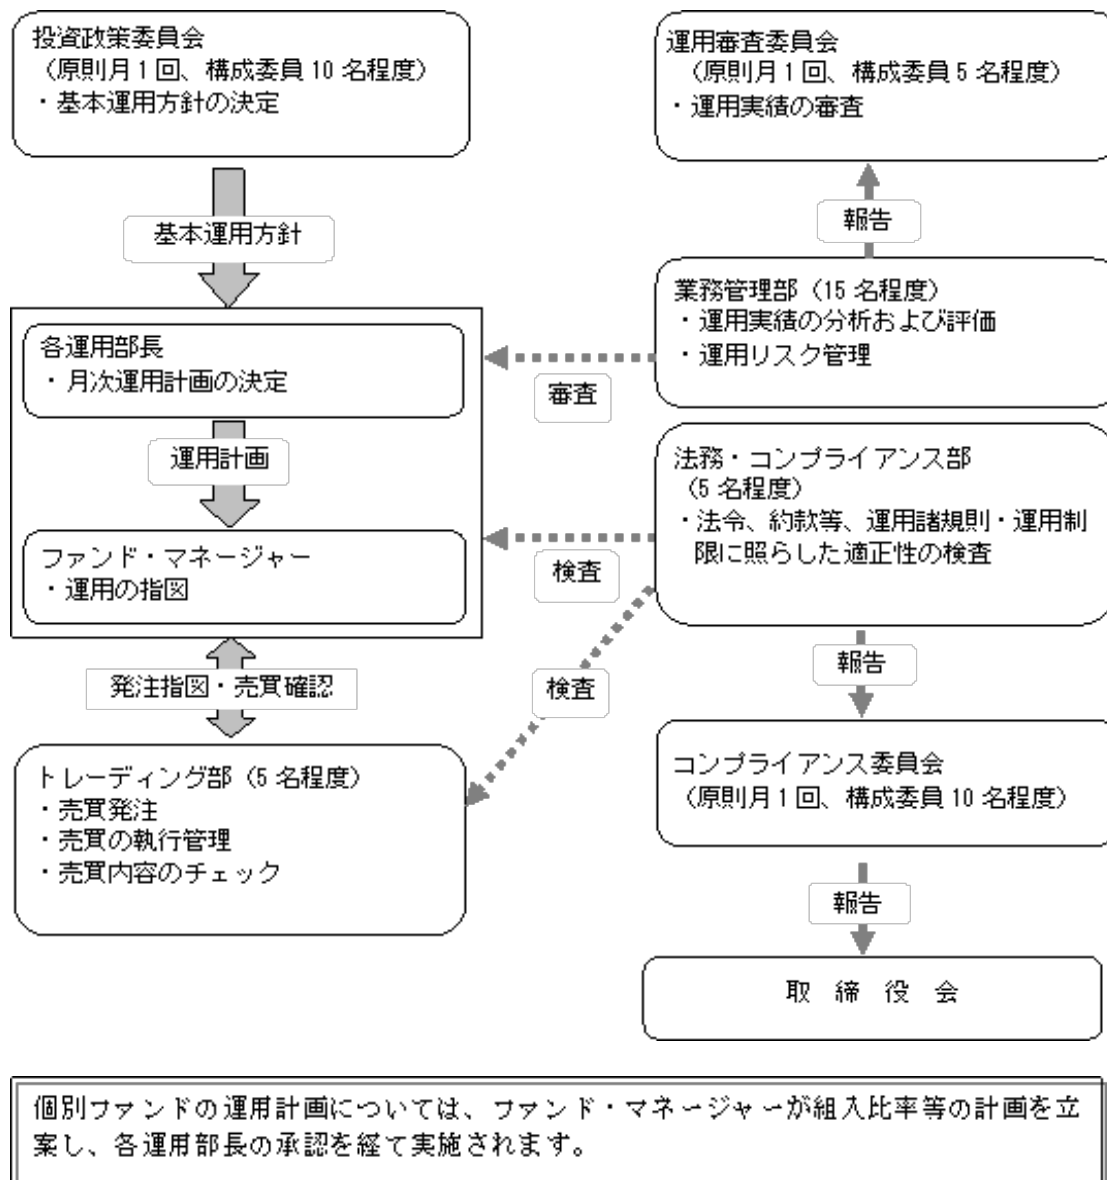 投資政策委員会
（原則月1回、構成委員10名程度）
・基本運用方針の決定
基本運用方針
各運用部長
・月次運用計画の決定
運用計画
ファンド・マネージャー
・運用の指図
発注指図・売買確認
トレーディング部（5名程度）
・売買発注
・売買の執行管理
・売買内容のチェック
運用審査委員会
（原則月1回、構成委員5名程度）
・運用実績の審査
報告
業務管理部（15名程度）
・運用実績の分析および評価
・運用リスク管理
審査
法務・コンプライアンス部
（5名程度）
・法令、約款等、運用諸規則・運用制
限に照らした適正性の検査
検査
検査
報告
コンプライアンス委員会
（原則月1回、構成委員10名程度）
報告
取締役会
個別ファンドの運用計画については、ファンド・マネージャーが組入比率等の計画を立
案し、各運用部長の承認を経て実施されます。